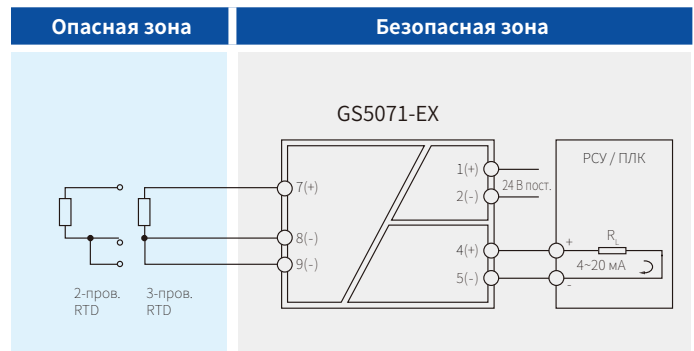 Опасная зона
Безопасная зона
GS5071-EX
РСУ / ПЛК
1(+)
24 В пост.
2(-)
7(+)
8(-)
9(-)
4(+)
5(-)
+
R
L
4~20 мА
-
2-пров.
RTD
3-пров.
RTD